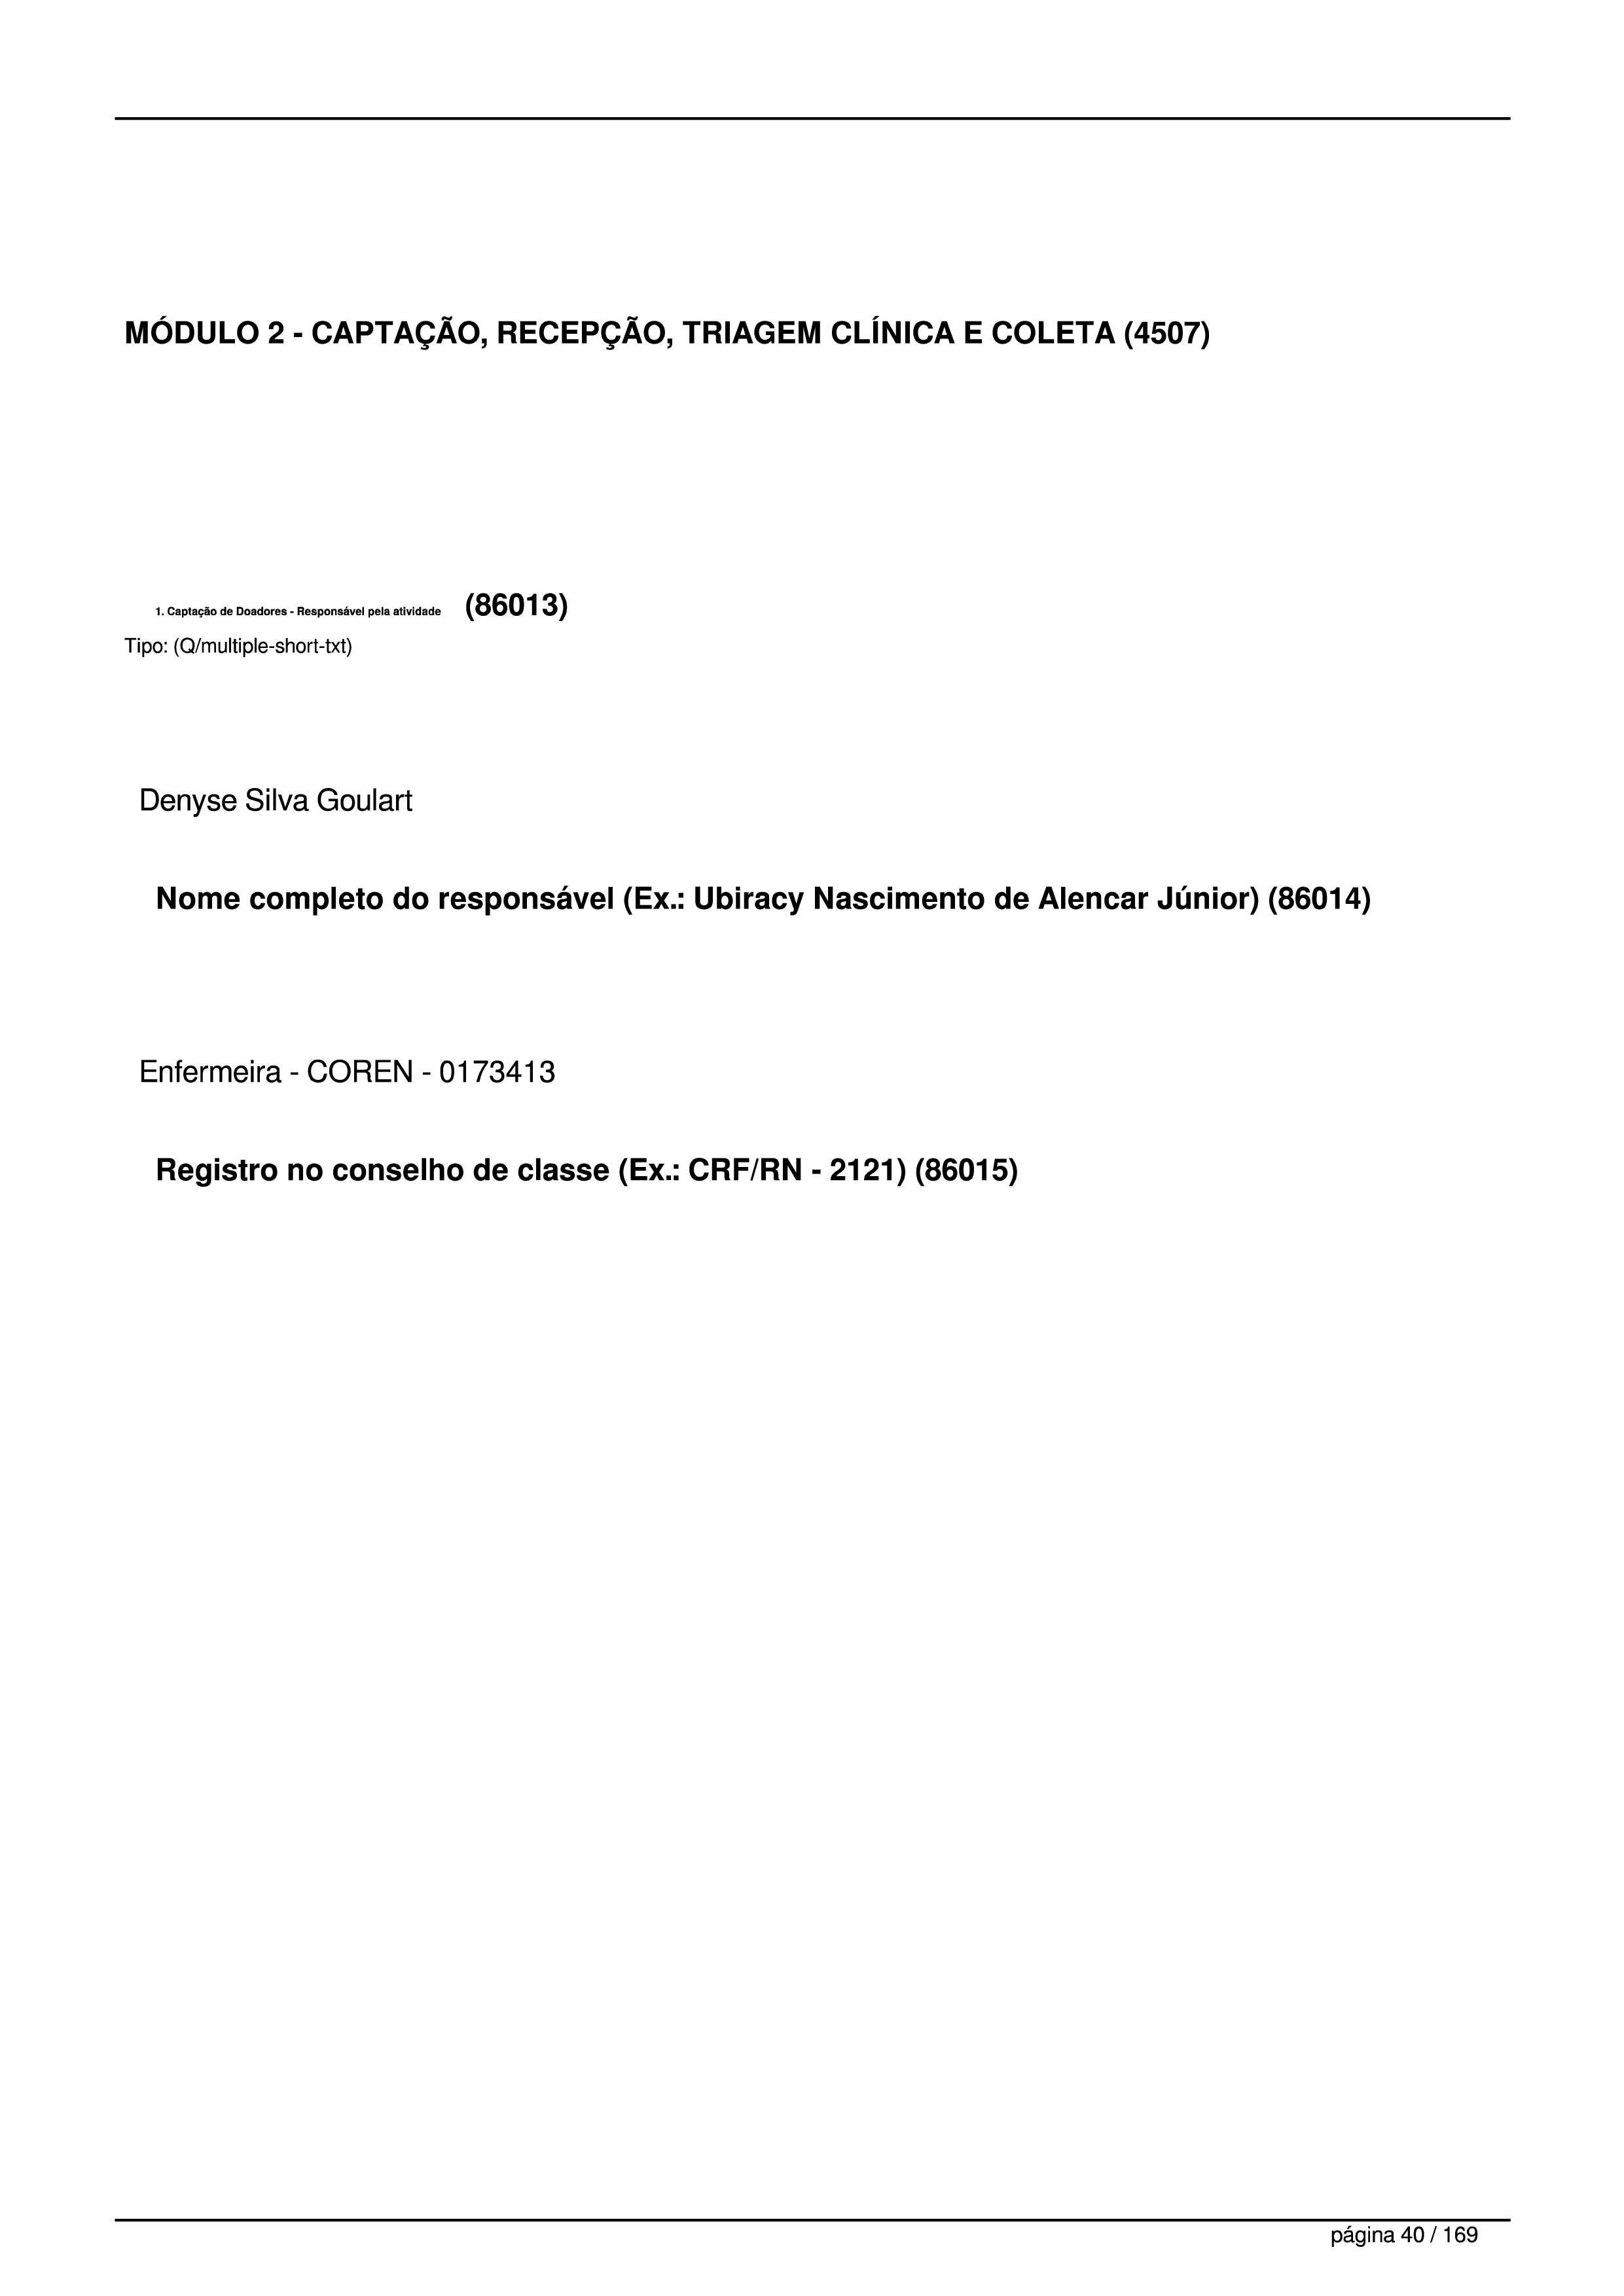 MÓDULO 2 - CAPTAÇÃO, RECEPÇÃO, TRIAGEM CLÍNICA E COLETA (4507)
1. Captação de Doadores - Responsável pela atividade (86013)
Tipo: (Q/multiple-short-txt)
Denyse Silva Goulart
Nome completo do responsável (Ex.: Ubiracy Nascimento de Alencar Júnior) (86014)
Enfermeira - COREN - 0173413
Registro no conselho de classe (Ex.: CRF/RN - 2121) (86015)
página 40 / 169